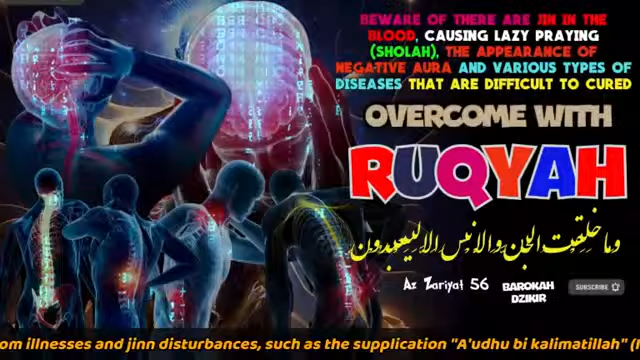 BEWARE OF THERE ARE JIN IN THE
BLOOD, CAUSING LAZY PRAYING
(SHOLAH), THE APPEARANCE OF
NEGATIVE AURA AND VARIOUS TYPES OF
DISEASES THAT ARE DIFFICULT TO CURED
OVERCOME WITH
RUQYAH
وما خلقت الجن والانس الا ليعبدون
Az Zariyat 56
BAROKAH
DZIKIR
SUBSCRIBE
om illnesses and jinn disturbances, such as the supplication "A'udhu bi kalimatillah" (